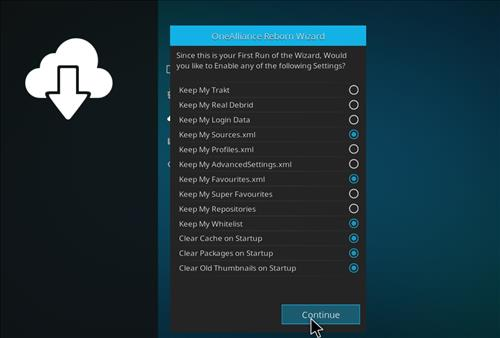 OneAlliance Reborn Wizard
Since this is your First Run of the Wizard, Would
you like to Enable any of the following Settings?
Keep My Trakt
Keep My Real Debrid
Keep My Login Data
Keep My Sources.xml
Keep My Profiles.xml
Keep My AdvancedSettings.xml
Keep My Favourites.xml
Keep My Super Favourites
Keep My Repositories
Keep My Whitelist
Clear Cache on Startup
Clear Packages on Startup
Clear Old Thumbnails on Startup
Continue